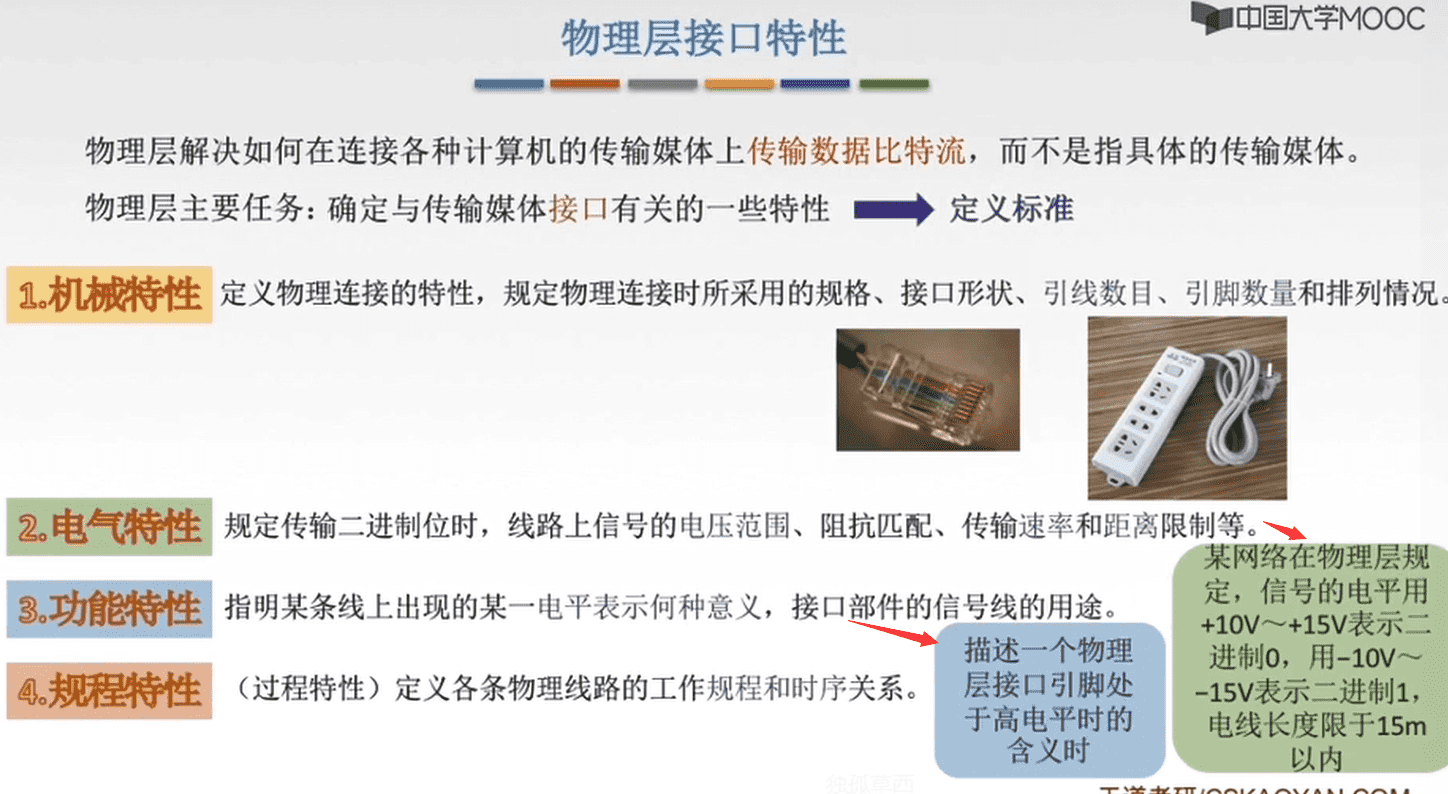 中国大学MOOC
物理层接口特性
物理层解决如何在连接各种计算机的传输媒体上传输数据比特流，而不是指具体的传输媒体。
物理层主要任务：确定与传输媒体接口有关的一些特性
定义标准
1.机械特性
定义物理连接的特性，规定物理连接时所采用的规格、接口形状、引线数目、引脚数量和排列情况。
2.电气特性
规定传输二进制位时，线路上信号的电压范围、阻抗匹配、传输速率和距离限制等。
某网络在物理层规
定，信号的电平用
+10V～+15V表示二
进制0，用-10V～
-15V表示二进制1，
电线长度限于15m
以内
3.功能特性
指明某条线上出现的某一电平表示何种意义，接口部件的信号线的用途。
描述一个物理
层接口引脚处
于高电平时的
含义时
4.规程特性
（过程特性）定义各条物理线路的工作规程和时序关系。
独孤草西
王道考研/CSKAOYAN.COM